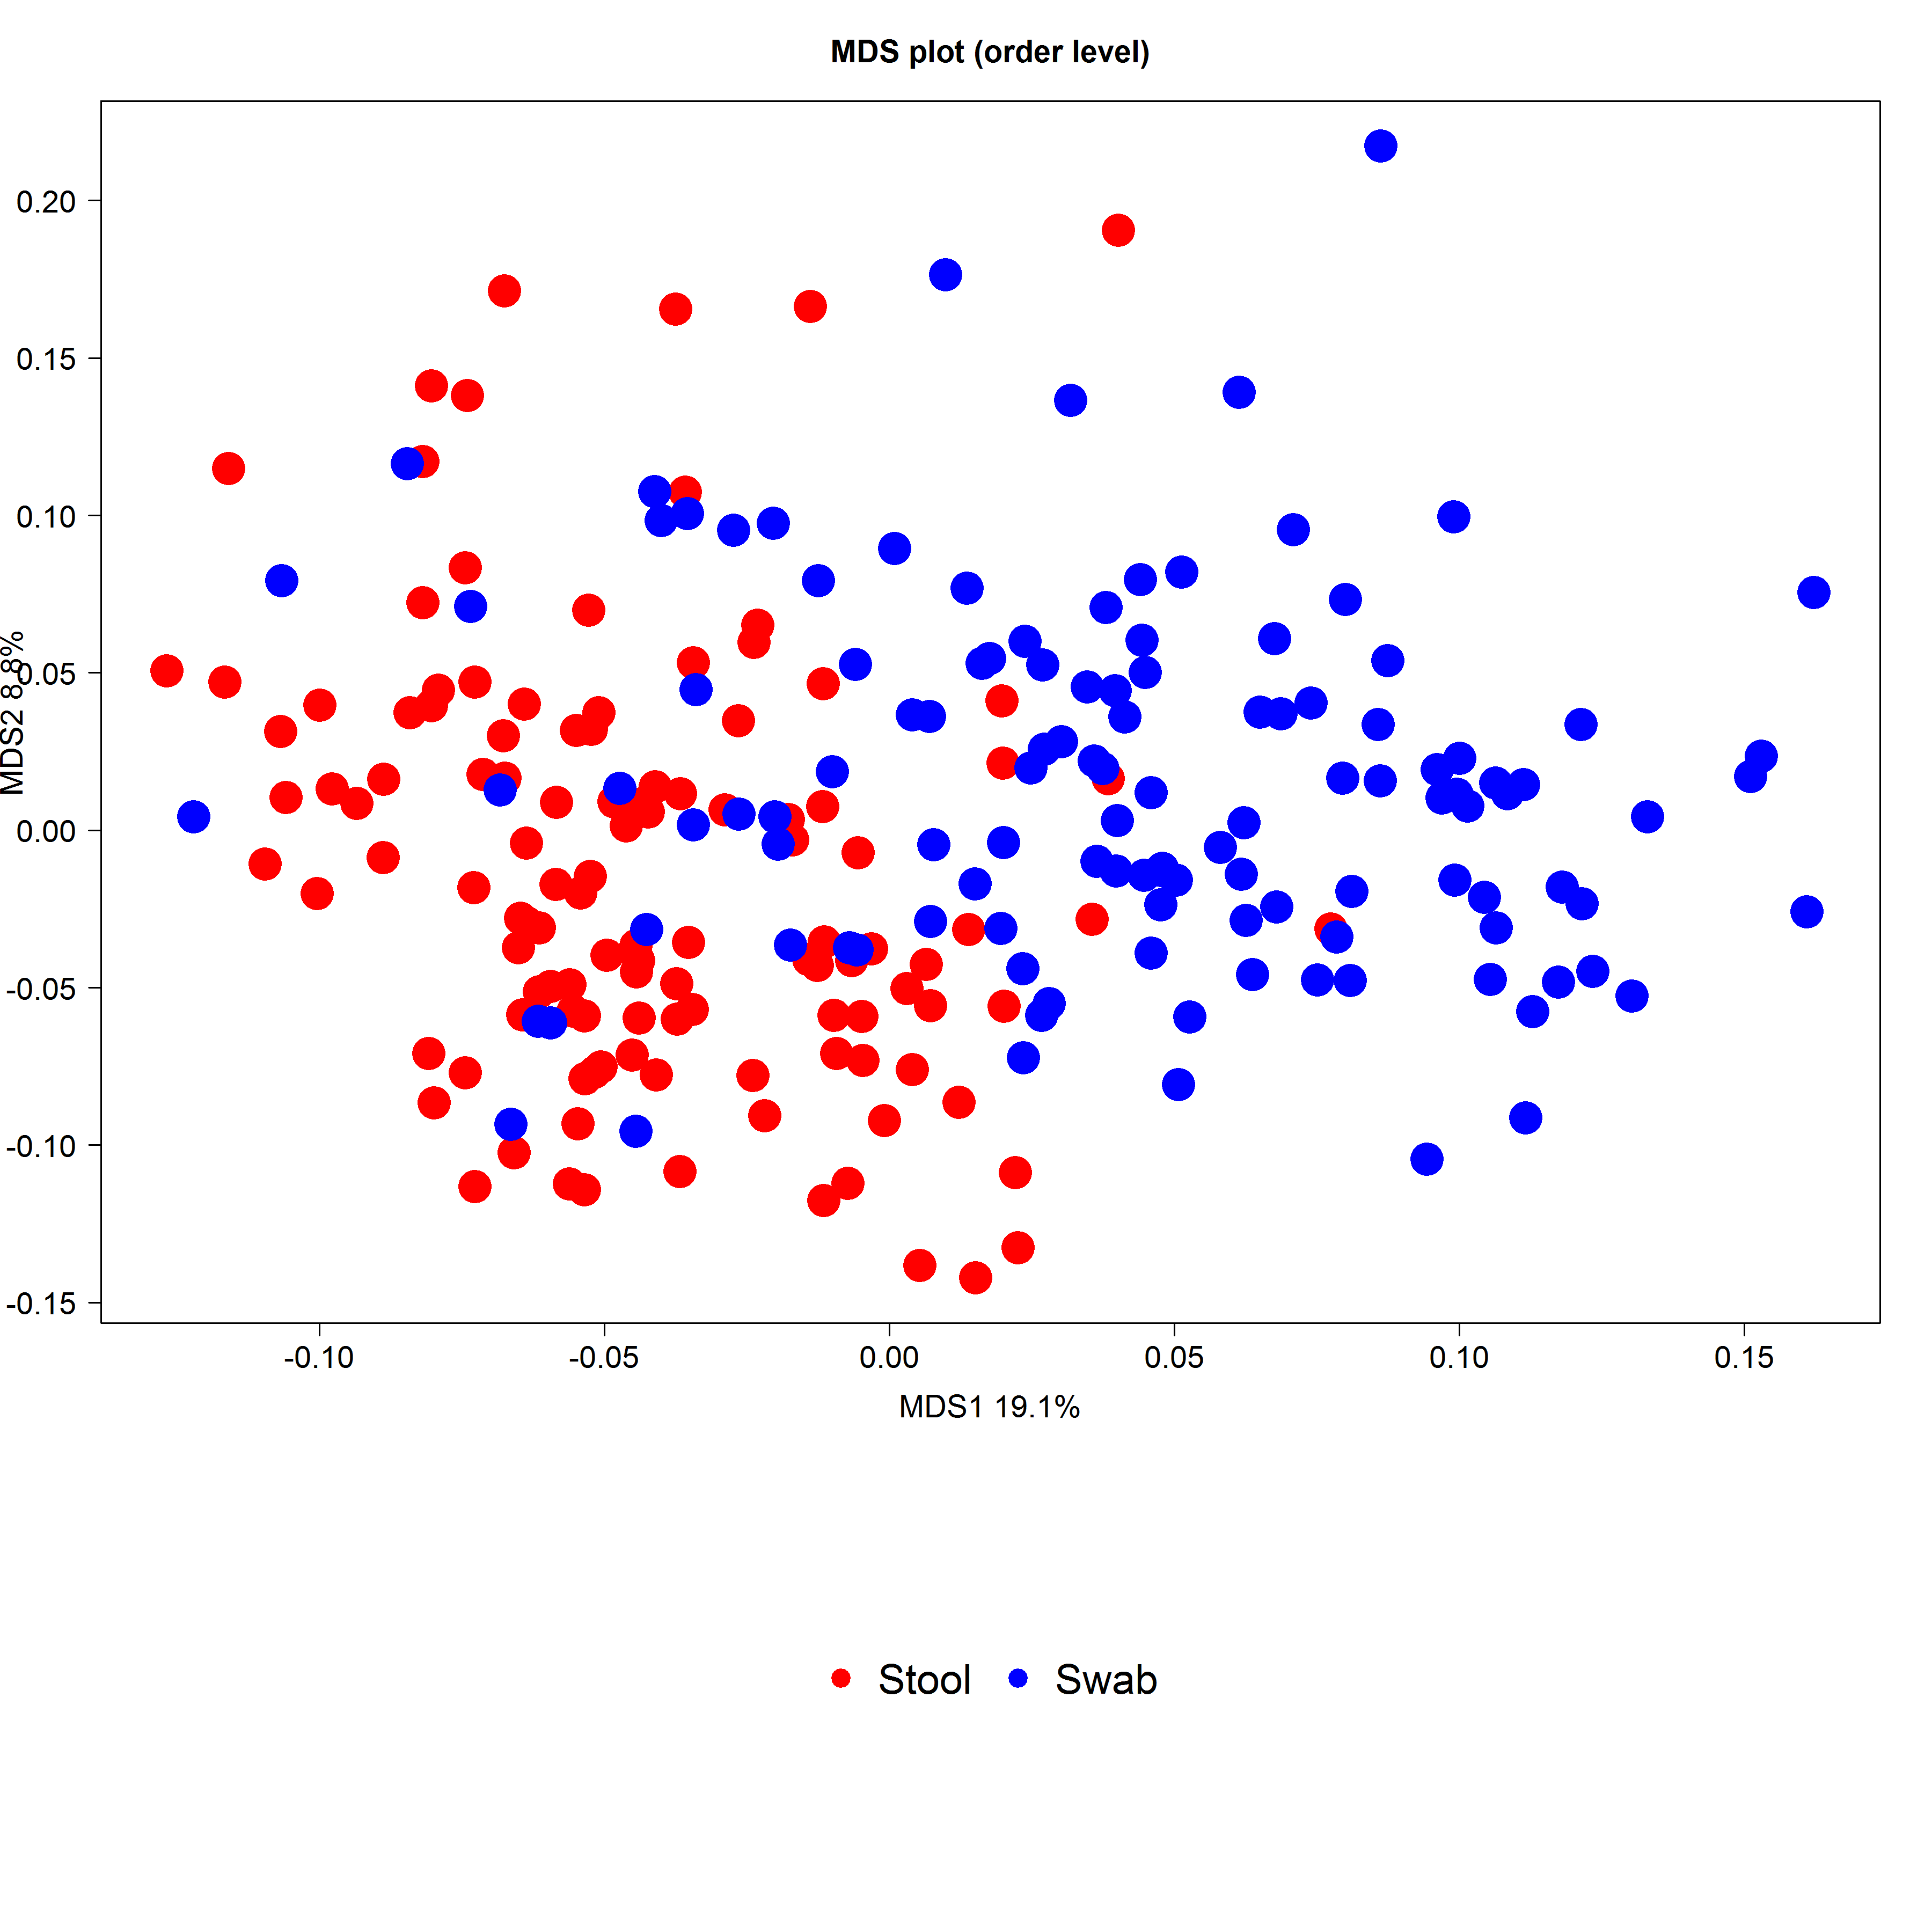 MDS plot (order level)
0.20
0.15
0.10
0.05
0.00
-0.05
-0.10
-0.15
MDS2 8.8%
-0.10 -0.05 0.00 0.05 0.10 0.15
MDS1 19.1%
Stool Swab